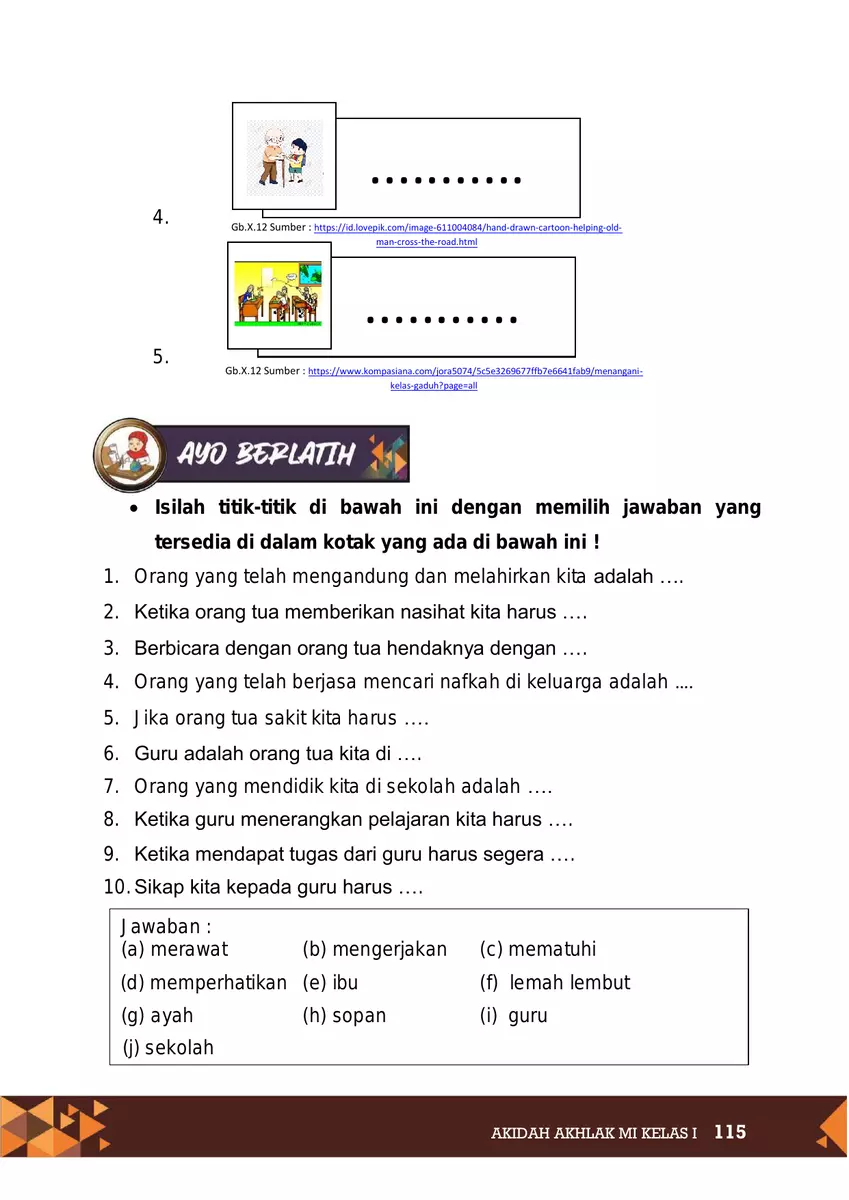 ...........
4.
Gb.X.12 Sumber : https://id.lovepik.com/image-611004084/hand-drawn-cartoon-helping-old-
man-cross-the-road.html
...........
5.
Gb.X.12 Sumber : https://www.kompasiana.com/jora5074/5c5e3269677ffb7e6641fab9/menangani-
kelas-gaduh?page=all
AYO BERLATIH
• Isilah titik-titik di bawah ini dengan memilih jawaban yang
tersedia di dalam kotak yang ada di bawah ini !
1. Orang yang telah mengandung dan melahirkan kita adalah ….
2. Ketika orang tua memberikan nasihat kita harus ….
3. Berbicara dengan orang tua hendaknya dengan ….
4. Orang yang telah berjasa mencari nafkah di keluarga adalah ....
5. Jika orang tua sakit kita harus ….
6. Guru adalah orang tua kita di ….
7. Orang yang mendidik kita di sekolah adalah ….
8. Ketika guru menerangkan pelajaran kita harus ….
9. Ketika mendapat tugas dari guru harus segera ….
10. Sikap kita kepada guru harus ….
Jawaban :
(a) merawat (b) mengerjakan (c) mematuhi
(d) memperhatikan (e) ibu (f) lemah lembut
(g) ayah (h) sopan (i) guru
(j) sekolah
AKIDAH AKHLAK MI KELAS I 115